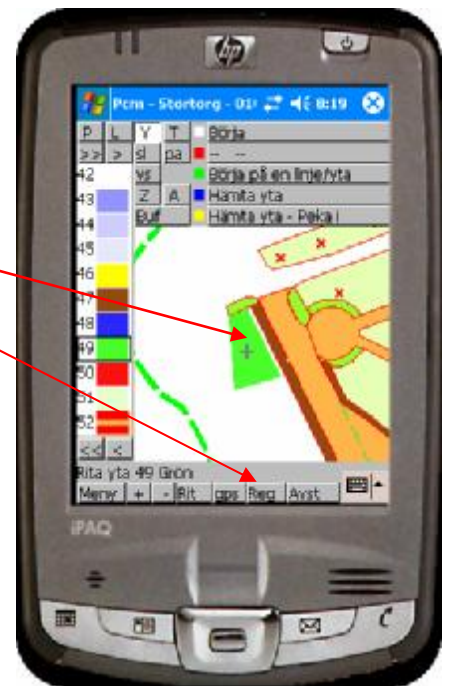 hp
Pcm - Stortorg - 01 8:19
P L Y T Börja
>> > sl pa -- --
42 ys Börja på en linje/yta
43 Z A Hämta yta
44 Buf Hämta yta - Peka i
45
46
47
48
49
50
51
52
<< <
Rita yta 49 Grön
Meny + - Rit gps Reg Avst
iPAQ